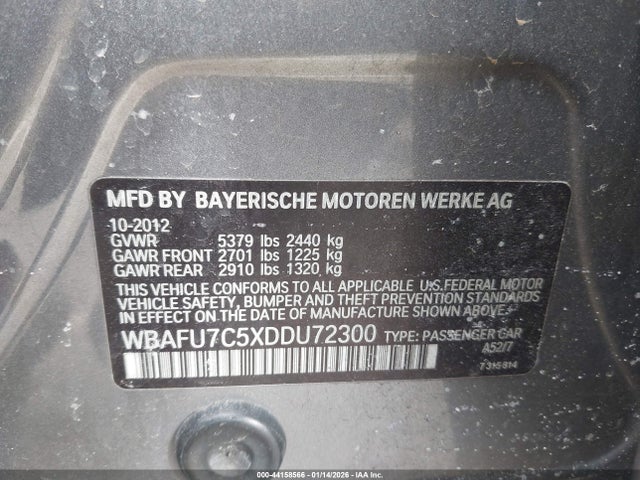 MFD BY BAYERISCHE MOTOREN WERKE AG
10-2012
GVWR 5379 lbs 2440 kg
GAWR FRONT 2701 lbs 1225 kg
GAWR REAR 2910 lbs 1320 kg
THIS VEHICLE CONFORMS TO ALL APPLICABLE U.S. FEDERAL MOTOR
VEHICLE SAFETY, BUMPER AND THEFT PREVENTION STANDARDS
IN EFFECT ON THE DATE OF MANUFACTURE SHOWN ABOVE.
WBAFU7C5XDDU72300 TYPE: PASSENGER CAR
A52/7
7315814
000-44158566 - 01/14/2026 - IAA Inc.